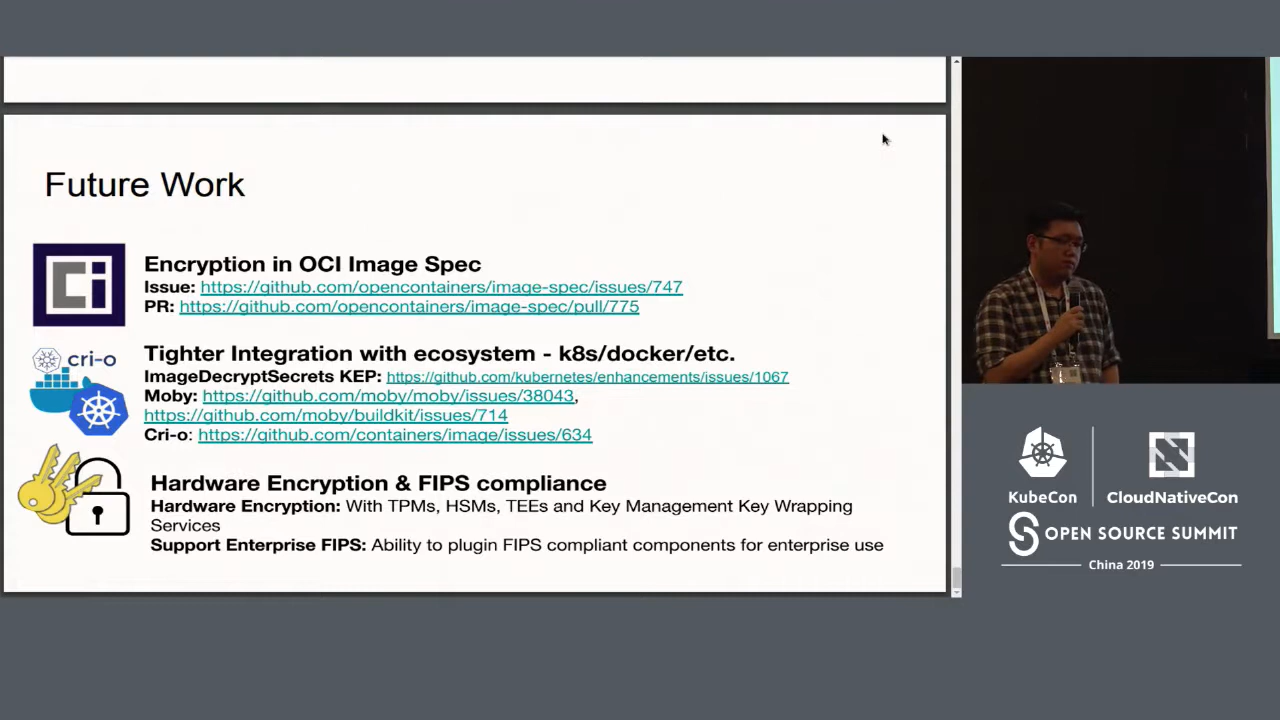 Future Work
Ci
Encryption in OCI Image Spec
Issue: https://github.com/opencontainers/image-spec/issues/747
PR: https://github.com/opencontainers/image-spec/pull/775
cri-o
Tighter Integration with ecosystem - k8s/docker/etc.
ImageDecryptSecrets KEP: https://github.com/kubernetes/enhancements/issues/1067
Moby: https://github.com/moby/moby/issues/38043,
https://github.com/moby/buildkit/issues/714
Cri-o: https://github.com/containers/image/issues/634
Hardware Encryption & FIPS compliance
Hardware Encryption: With TPMs, HSMs, TEEs and Key Management Key Wrapping
Services
Support Enterprise FIPS: Ability to plugin FIPS compliant components for enterprise use
KubeCon
CloudNativeCon
OPEN SOURCE SUMMIT
China 2019